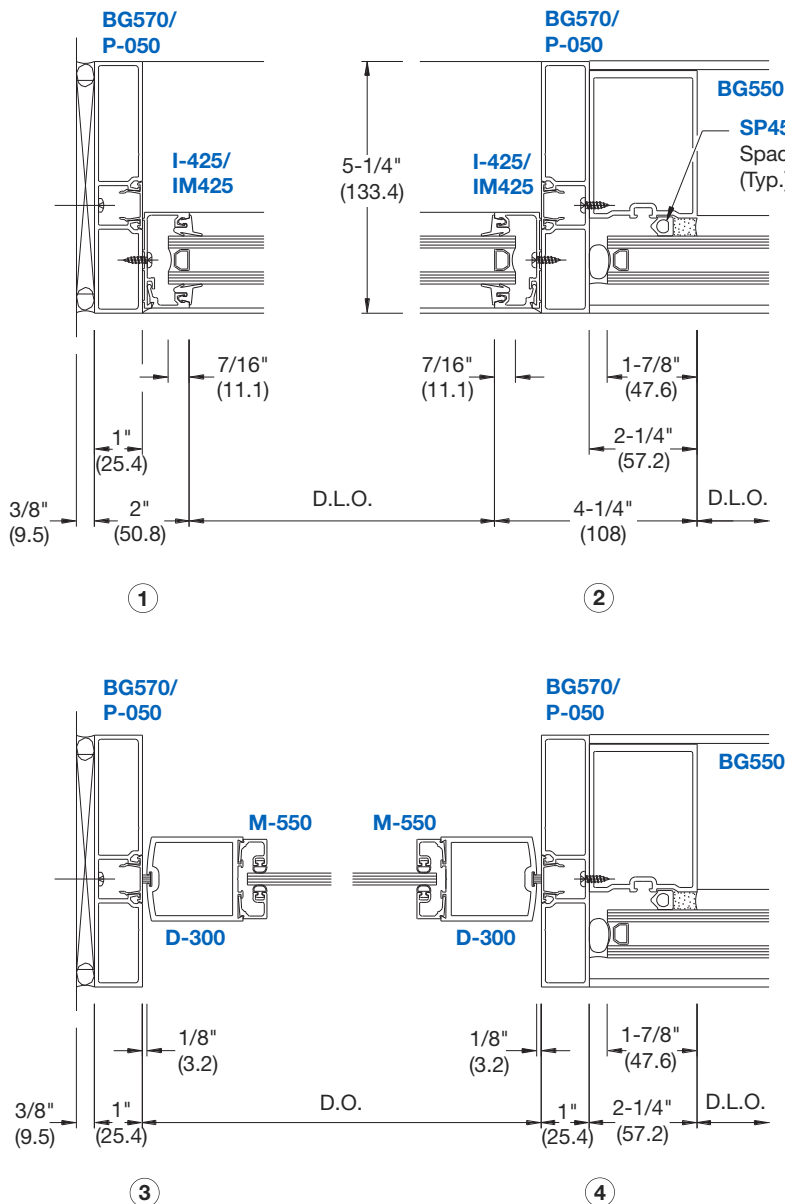 BG570/
P-050
BG570/
P-050
BG550
SP45
Spac
(Typ.)
I-425/
IM425
5-1/4"
(133.4)
I-425/
IM425
7/16"
(11.1)
7/16"
(11.1)
1-7/8"
(47.6)
1"
(25.4)
2-1/4"
(57.2)
3/8"
(9.5)
2"
(50.8)
D.L.O.
4-1/4"
(108)
D.L.O.
1
2
BG570/
P-050
BG570/
P-050
BG550
M-550
M-550
D-300
D-300
1/8"
(3.2)
1/8"
(3.2)
1-7/8"
(47.6)
3/8"
(9.5)
1"
(25.4)
D.O.
1"
(25.4)
2-1/4"
(57.2)
D.L.O.
3
4